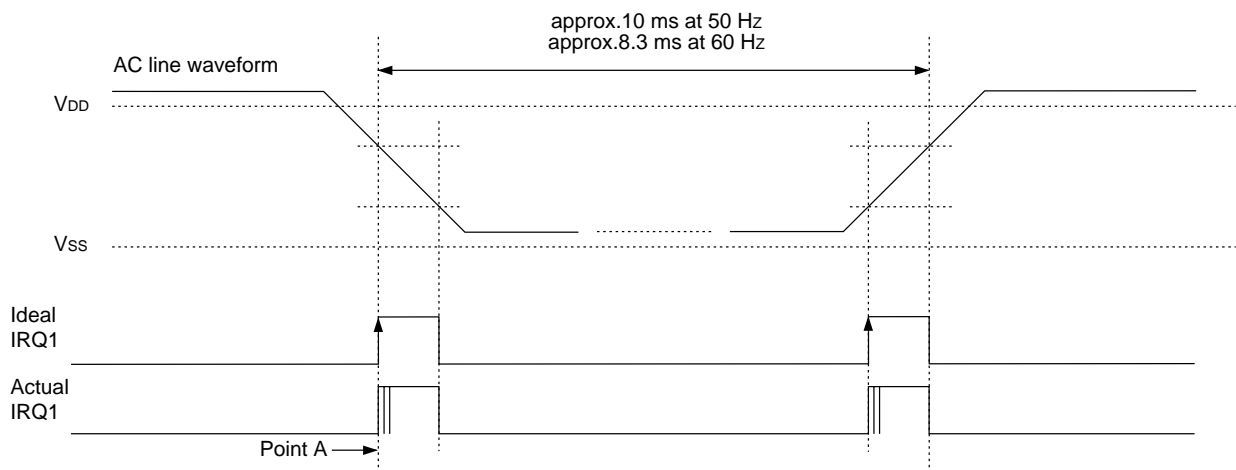 approx.10 ms at 50 Hz
approx.8.3 ms at 60 Hz
AC line waveform
VDD
VSS
Ideal
IRQ1
Actual
IRQ1
Point A